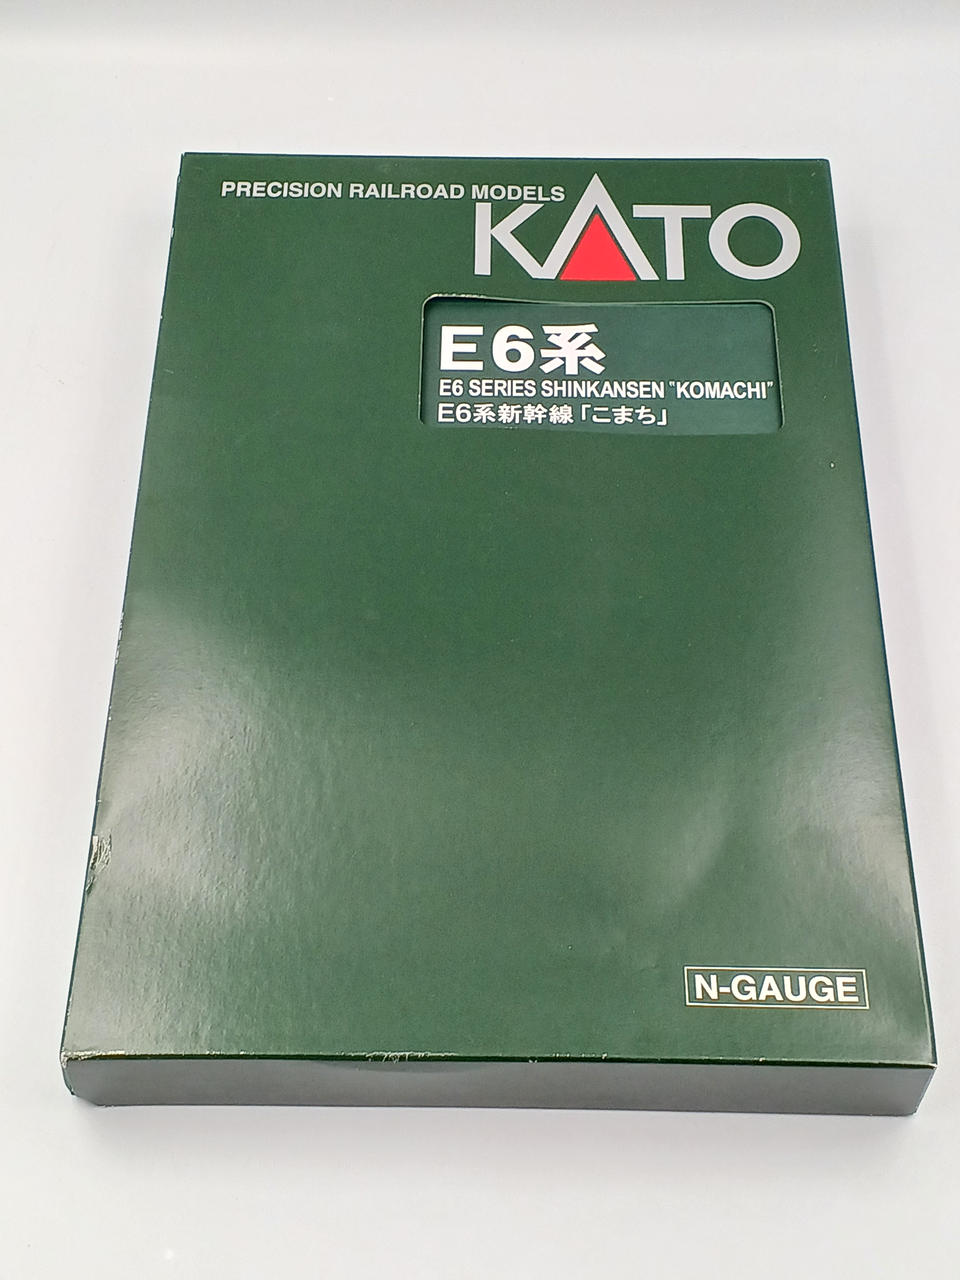 PRECISION RAILROAD MODELS
KATO
E6系
E6 SERIES SHINKANSEN "KOMACHI"
E6系新幹線「こまち」
N-GAUGE